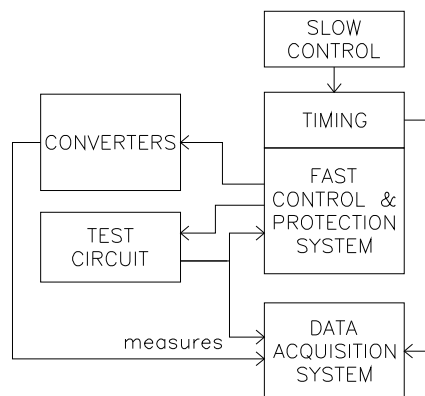 SLOW
CONTROL
TIMING
CONVERTERS
FAST
CONTROL &
PROTECTION
SYSTEM
TEST
CIRCUIT
measures
DATA
ACQUISITION
SYSTEM